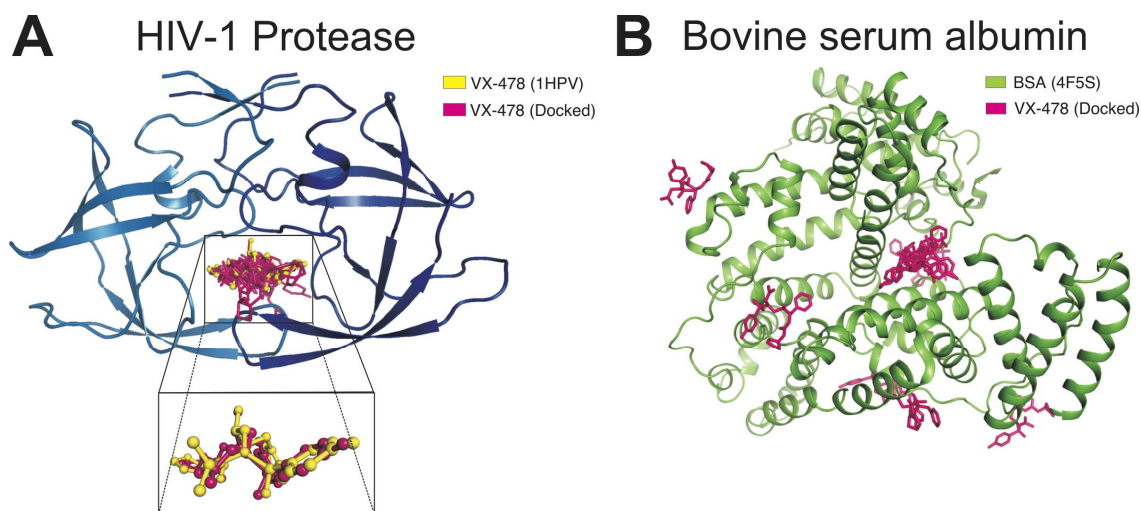 A HIV-1 Protease
VX-478 (1HPV)
VX-478 (Docked)
B Bovine serum albumin
BSA (4F5S)
VX-478 (Docked)